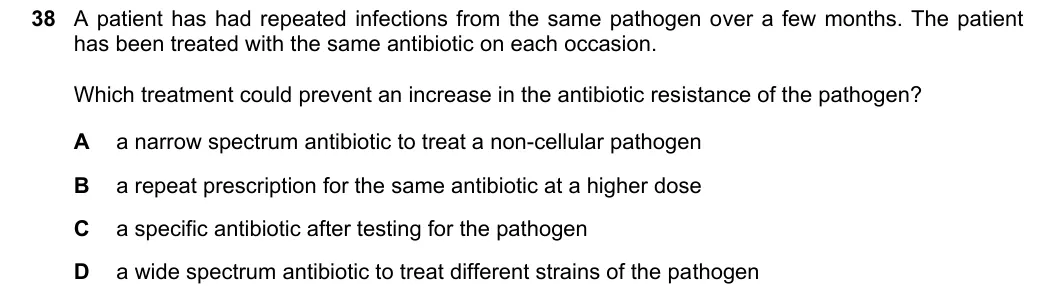 38 A patient has had repeated infections from the same pathogen over a few months. The patient
has been treated with the same antibiotic on each occasion.
Which treatment could prevent an increase in the antibiotic resistance of the pathogen?
A a narrow spectrum antibiotic to treat a non-cellular pathogen
B a repeat prescription for the same antibiotic at a higher dose
C a specific antibiotic after testing for the pathogen
D a wide spectrum antibiotic to treat different strains of the pathogen